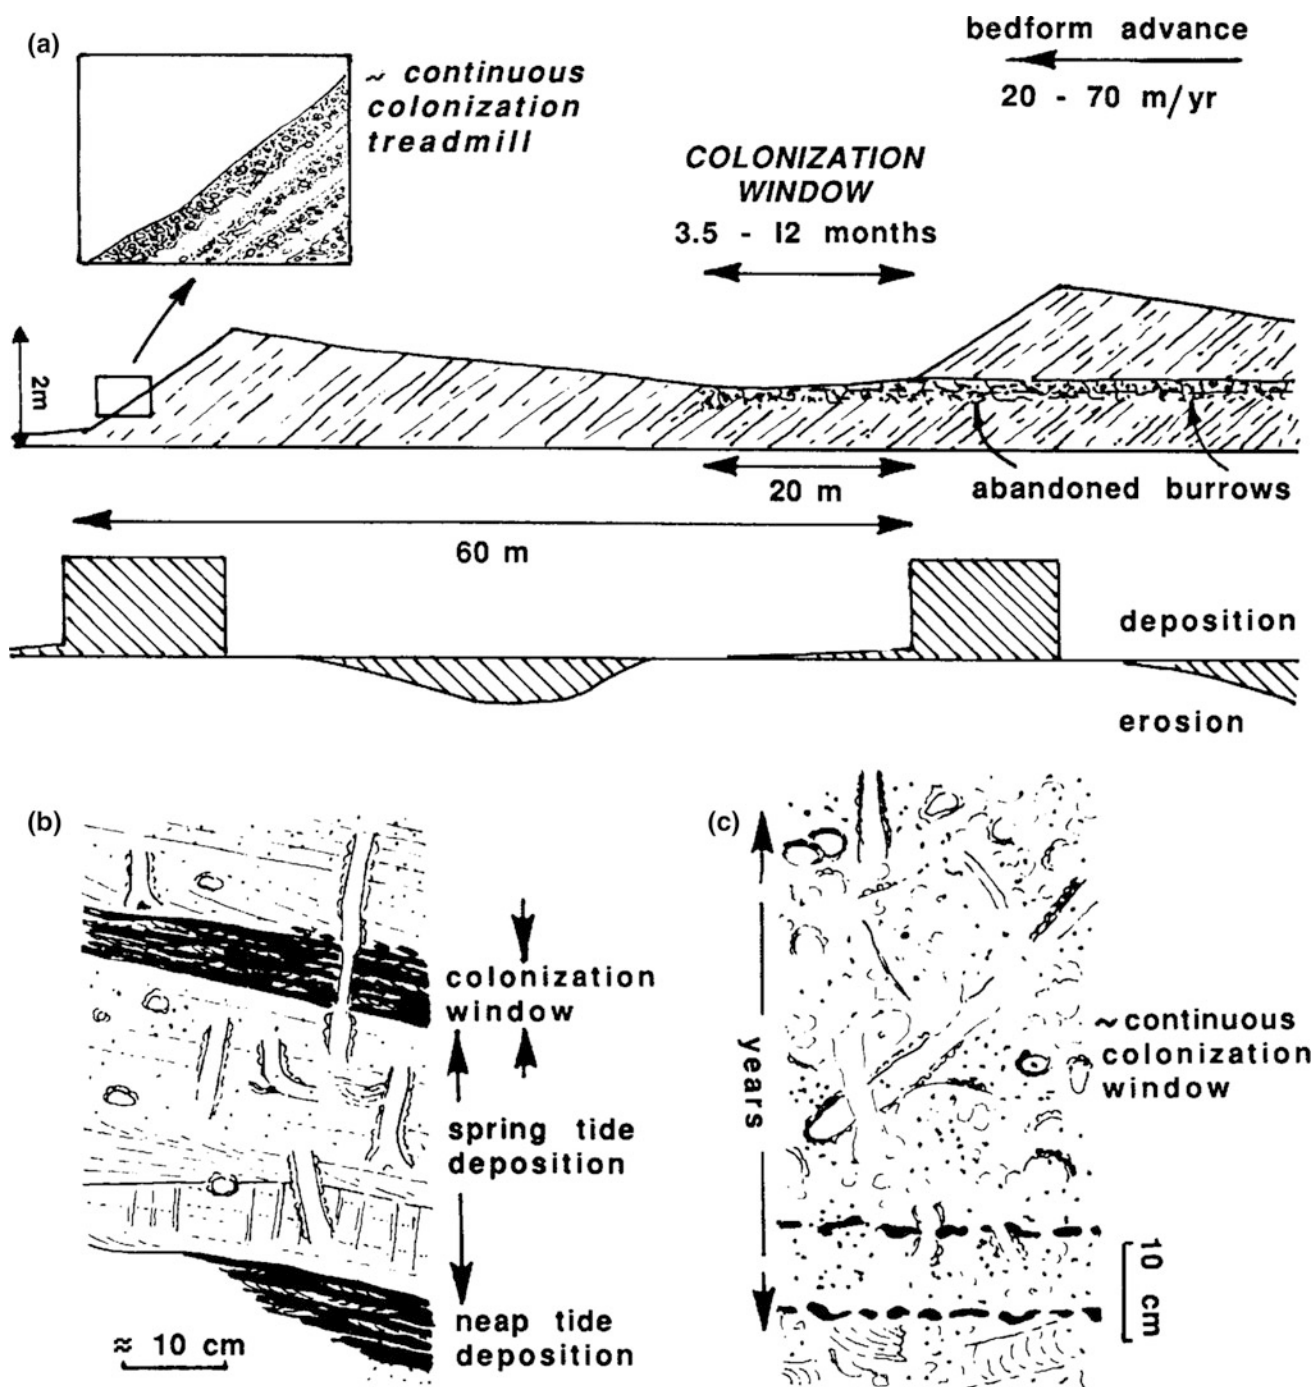 (a)
~ continuous
colonization
treadmill
bedform advance
20 - 70 m/yr
COLONIZATION
WINDOW
3.5 - 12 months
2m
20 m
abandoned burrows
60 m
deposition
erosion
(b)
colonization
window
spring tide
deposition
neap tide
deposition
≈ 10 cm
(c)
years
~ continuous
colonization
window
10 cm